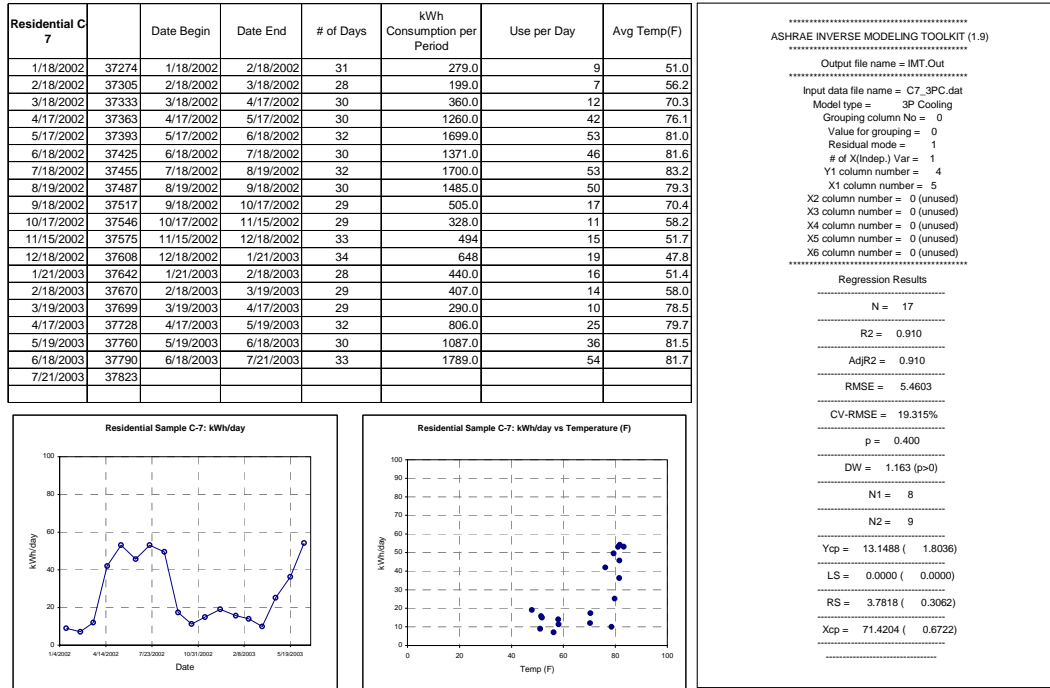 Residential C-7 Date Begin Date End # of Days kWh Consumption per Period Use per Day Avg Temp(F)
1/18/2002 37274 1/18/2002 2/18/2002 31 279.0 9 51.0
2/18/2002 37305 2/18/2002 3/18/2002 28 199.0 7 56.2
3/18/2002 37333 3/18/2002 4/17/2002 30 360.0 12 70.3
4/17/2002 37363 4/17/2002 5/17/2002 30 1260.0 42 76.1
5/17/2002 37393 5/17/2002 6/18/2002 32 1699.0 53 81.0
6/18/2002 37425 6/18/2002 7/18/2002 30 1371.0 46 81.6
7/18/2002 37455 7/18/2002 8/19/2002 32 1700.0 53 83.2
8/19/2002 37487 8/19/2002 9/18/2002 30 1485.0 50 79.3
9/18/2002 37517 9/18/2002 10/17/2002 29 505.0 17 70.4
10/17/2002 37546 10/17/2002 11/15/2002 29 328.0 11 58.2
11/15/2002 37575 11/15/2002 12/18/2002 33 494 15 51.7
12/18/2002 37608 12/18/2002 1/21/2003 34 648 19 47.8
1/21/2003 37642 1/21/2003 2/18/2003 28 440.0 16 51.4
2/18/2003 37670 2/18/2003 3/19/2003 29 407.0 14 58.0
3/19/2003 37699 3/19/2003 4/17/2003 29 290.0 10 78.5
4/17/2003 37728 4/17/2003 5/19/2003 32 806.0 25 79.7
5/19/2003 37760 5/19/2003 6/18/2003 30 1087.0 36 81.5
6/18/2003 37790 6/18/2003 7/21/2003 33 1789.0 54 81.7
7/21/2003 37823
Residential Sample C-7: kWh/day
kWh/day
100
80
60
40
20
0
1/4/2002 4/14/2002 7/23/2002 10/31/2002 2/8/2003 5/19/2003
Date
Residential Sample C-7: kWh/day vs Temperature (F)
kWh/day
100
90
80
70
60
50
40
30
20
10
0
0 20 40 60 80 100
Temp (F)
*******************************************
ASHRAE INVERSE MODELING TOOLKIT (1.9)
*******************************************
Output file name = IMT.Out
*******************************************
Input data file name = C7_3PC.dat
Model type = 3P Cooling
Grouping column No = 0
Value for grouping = 0
Residual mode = 1
# of X(Indep.) Var = 1
Y1 column number = 4
X1 column number = 5
X2 column number = 0 (unused)
X3 column number = 0 (unused)
X4 column number = 0 (unused)
X5 column number = 0 (unused)
X6 column number = 0 (unused)
*******************************************
Regression Results
--------------------------------------
N = 17
--------------------------------------
R2 = 0.910
--------------------------------------
AdjR2 = 0.910
--------------------------------------
RMSE = 5.4603
--------------------------------------
CV-RMSE = 19.315%
--------------------------------------
p = 0.400
--------------------------------------
DW = 1.163 (p>0)
--------------------------------------
N1 = 8
--------------------------------------
N2 = 9
--------------------------------------
Ycp = 13.1488 ( 1.8036)
--------------------------------------
LS = 0.0000 ( 0.0000)
--------------------------------------
RS = 3.7818 ( 0.3062)
--------------------------------------
Xcp = 71.4204 ( 0.6722)
--------------------------------------
---------------------------------